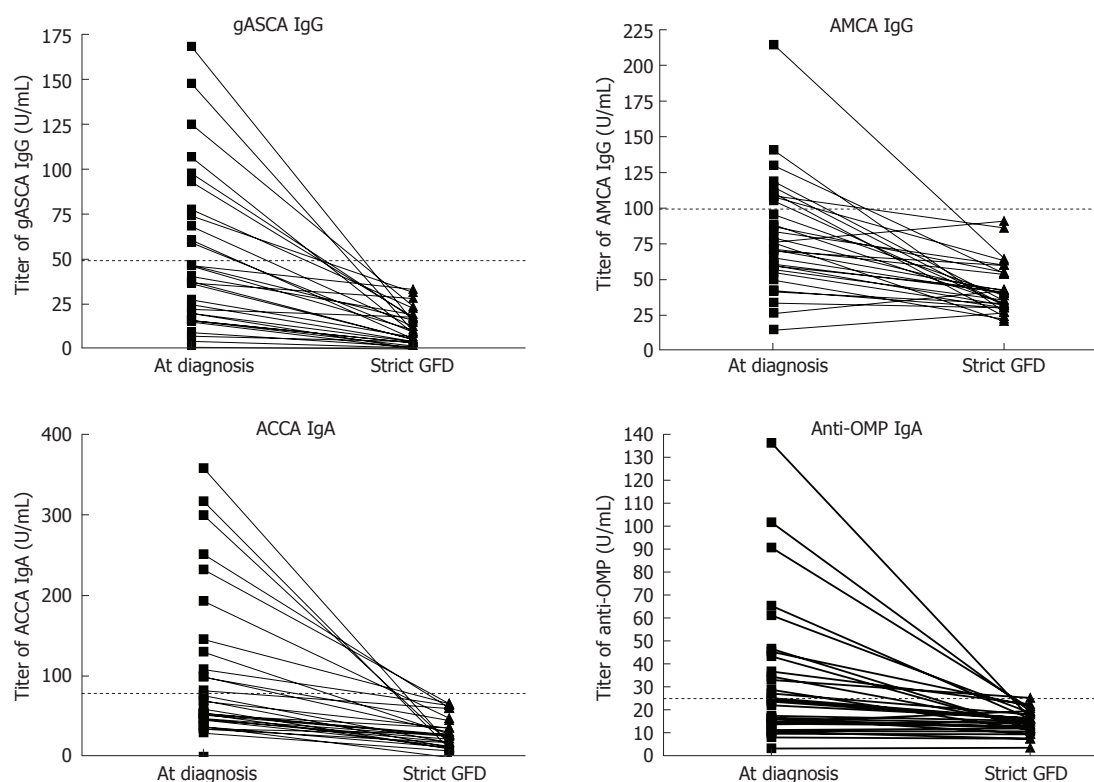 gASCA IgG
Titer of gASCA IgG (U/mL)
175
150
125
100
75
50
25
0
At diagnosis
Strict GFD
AMCA IgG
Titer of AMCA IgG (U/mL)
225
200
175
150
125
100
75
50
25
0
At diagnosis
Strict GFD
ACCA IgA
Titer of ACCA IgA (U/mL)
400
300
200
100
0
At diagnosis
Strict GFD
Anti-OMP IgA
Titer of anti-OMP (U/mL)
140
130
120
110
100
90
80
70
60
50
40
30
20
10
0
At diagnosis
Strict GFD